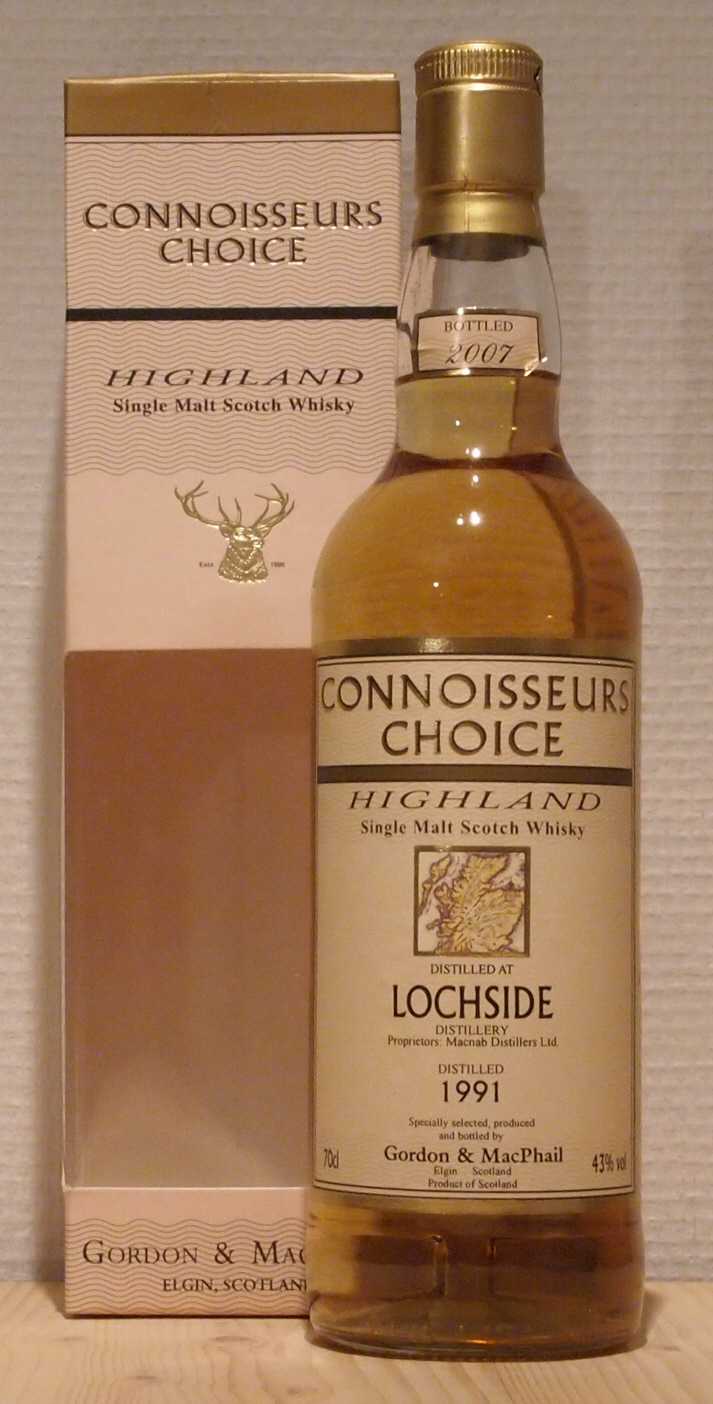 CONNOISSEURS
CHOICE
HIGHLAND
Single Malt Scotch Whisky
GORDON & MAC
ELGIN, SCOTLAN
BOTTLED
2007
CONNOISSEURS
CHOICE
HIGHLAND
Single Malt Scotch Whisky
DISTILLED AT
LOCHSIDE
DISTILLERY
Proprietors: Macnab Distillers Ltd.
DISTILLED
1991
Specially selected, produced
and bottled by
Gordon & MacPhail
70cl
43% vol
Elgin Scotland
Product of Scotland